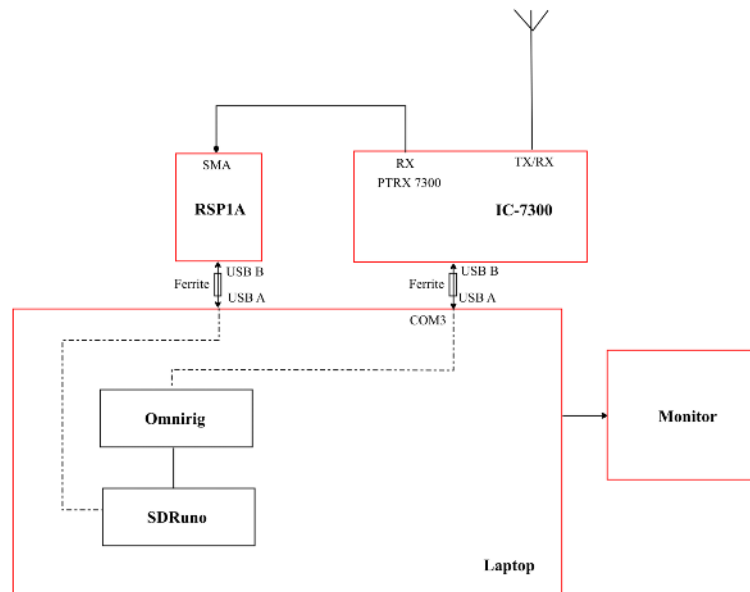 SMA
RSP1A
RX
TX/RX
PTRX 7300
IC-7300
USB B
Ferrite
USB A
USB B
Ferrite
USB A
COM3
Omnirig
SDRuno
Laptop
Monitor